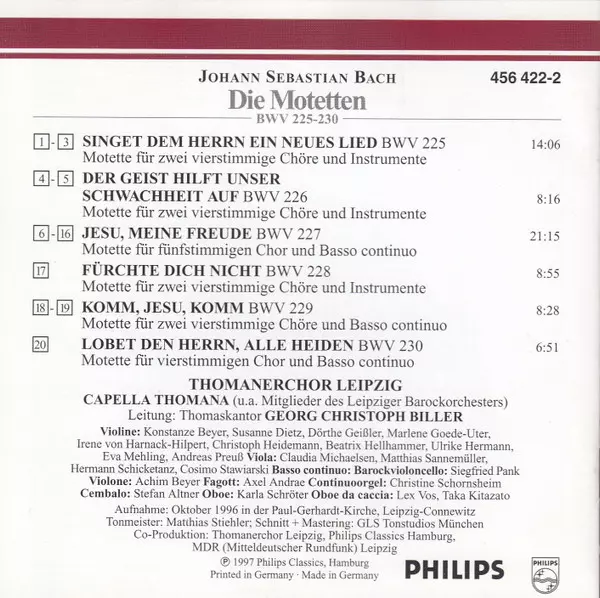 JOHANN SEBASTIAN BACH 456 422-2
Die Motetten
BWV 225-230
1 - 3 SINGET DEM HERRN EIN NEUES LIED BWV 225 14:06
Motette für zwei vierstimmige Chöre und Instrumente
4 - 5 DER GEIST HILFT UNSER
SCHWACHHEIT AUF BWV 226 8:16
Motette für zwei vierstimmige Chöre und Instrumente
6 - 16 JESU, MEINE FREUDE BWV 227 21:15
Motette für fünfstimmigen Chor und Basso continuo
17 FÜRCHTE DICH NICHT BWV 228 8:55
Motette für zwei vierstimmige Chöre und Instrumente
18 - 19 KOMM, JESU, KOMM BWV 229 8:28
Motette für zwei vierstimmige Chöre und Basso continuo
20 LOBET DEN HERRN, ALLE HEIDEN BWV 230 6:51
Motette für vierstimmigen Chor und Basso continuo
THOMANERCHOR LEIPZIG
CAPELLA THOMANA (u.a. Mitglieder des Leipziger Barockorchesters)
Leitung: Thomaskantor GEORG CHRISTOPH BILLER
Violine: Konstanze Beyer, Susanne Dietz, Dörthe Geißler, Marlene Goede-Uter,
Irene von Harnack-Hilpert, Christoph Heidemann, Beatrix Hellhammer, Ulrike Hermann,
Eva Mehling, Andreas Preuß Viola: Claudia Michaelsen, Matthias Sannemüller,
Hermann Schicketanz, Cosimo Stawiarski Basso continuo: Barockvioloncello: Siegfried Pank
Violone: Achim Beyer Fagott: Axel Andrae Continuoorgel: Christine Schornsheim
Cembalo: Stefan Altner Oboe: Karla Schröter Oboe da caccia: Lex Vos, Taka Kitazato
Aufnahme: Oktober 1996 in der Paul-Gerhardt-Kirche, Leipzig-Connewitz
Tonmeister: Matthias Stiehler; Schnitt + Mastering: GLS Tonstudios München
Co-Produktion: Thomanerchor Leipzig, Philips Classics Hamburg,
MDR (Mitteldeutscher Rundfunk) Leipzig
℗ 1997 Philips Classics, Hamburg
Printed in Germany · Made in Germany
PHILIPS
PHILIPS